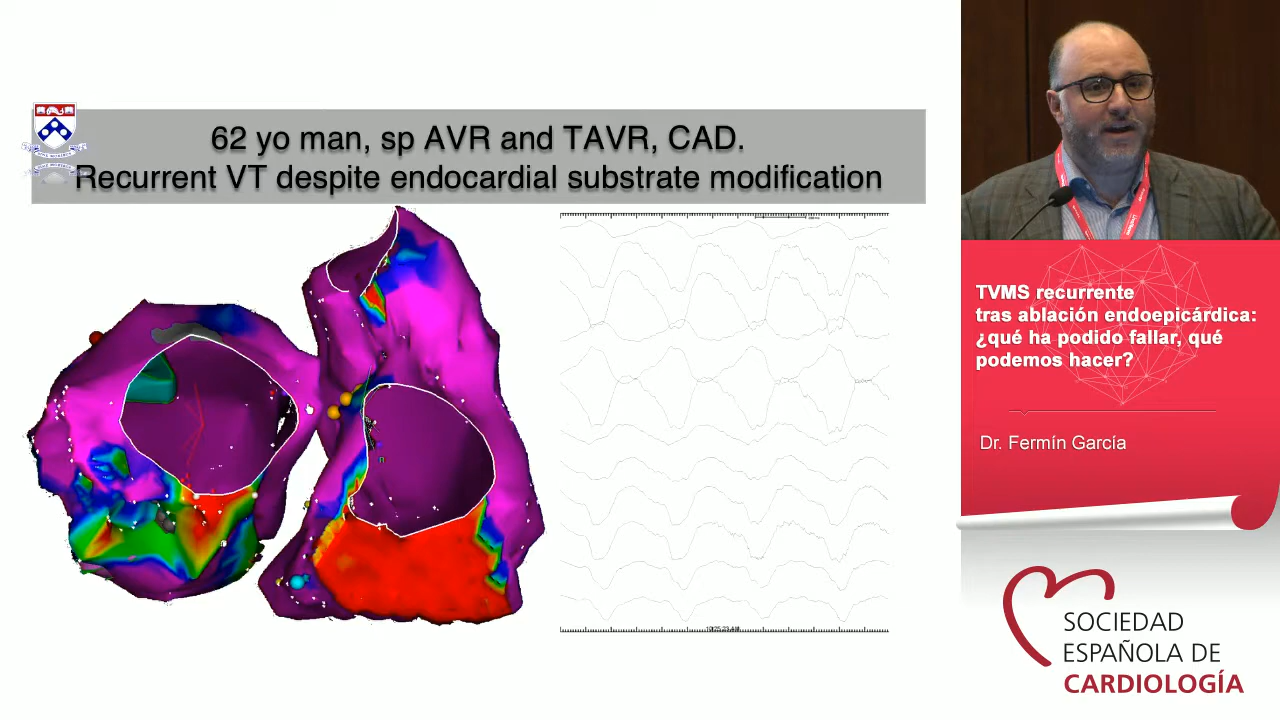 62 yo man, sp AVR and TAVR, CAD.
Recurrent VT despite endocardial substrate modification
TVMS recurrente
tras ablación endoepicárdica:
¿qué ha podido fallar, qué
podemos hacer?
Dr. Fermín García
SOCIEDAD
ESPAÑOLA DE
CARDIOLOGÍA